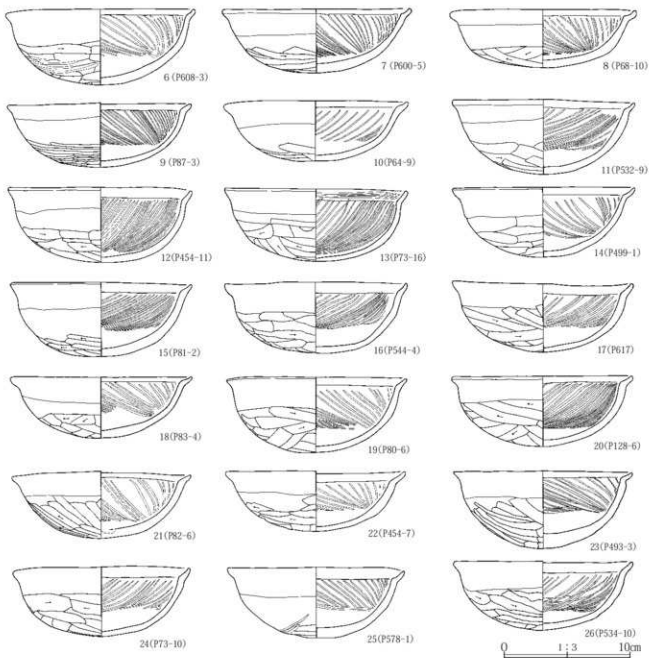 6 (P608-3)
7 (P600-5)
8 (P68-10)
9 (P87-3)
10 (P64-9)
11(P532-9)
12(P454-11)
13(P73-16)
14(P499-1)
15(P81-2)
16(P544-4)
17(P617)
18(P83-4)
19(P80-6)
20(P128-6)
21(P82-6)
22(P454-7)
23(P493-3)
24(P73-10)
25(P578-1)
26(P534-10)
0 1:3 10cm